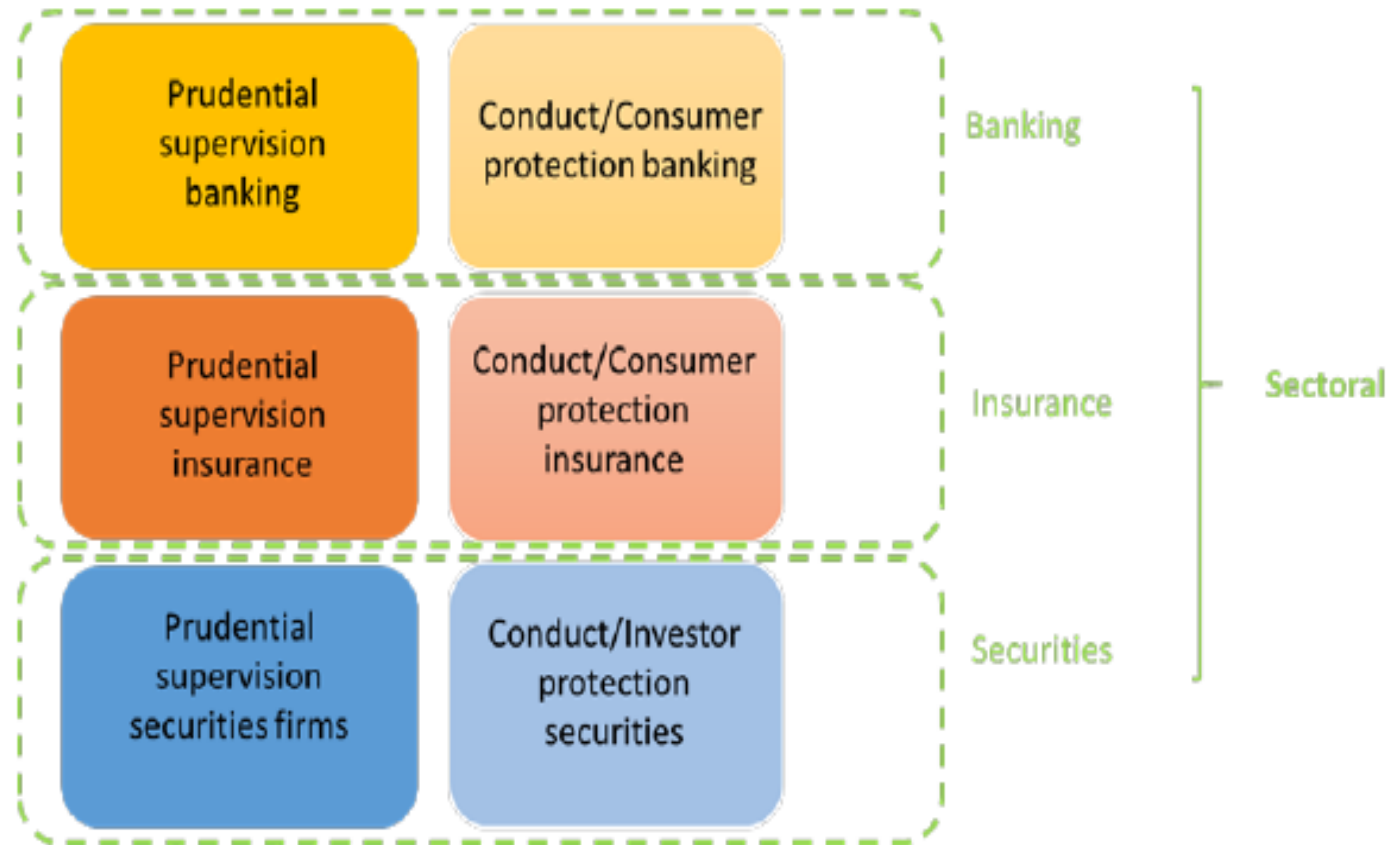 Prudential
supervision
banking
Conduct/Consumer
protection banking
Banking
Prudential
supervision
insurance
Conduct/Consumer
protection
insurance
Insurance
Sectoral
Prudential
supervision
securities firms
Conduct/Investor
protection
securities
Securities